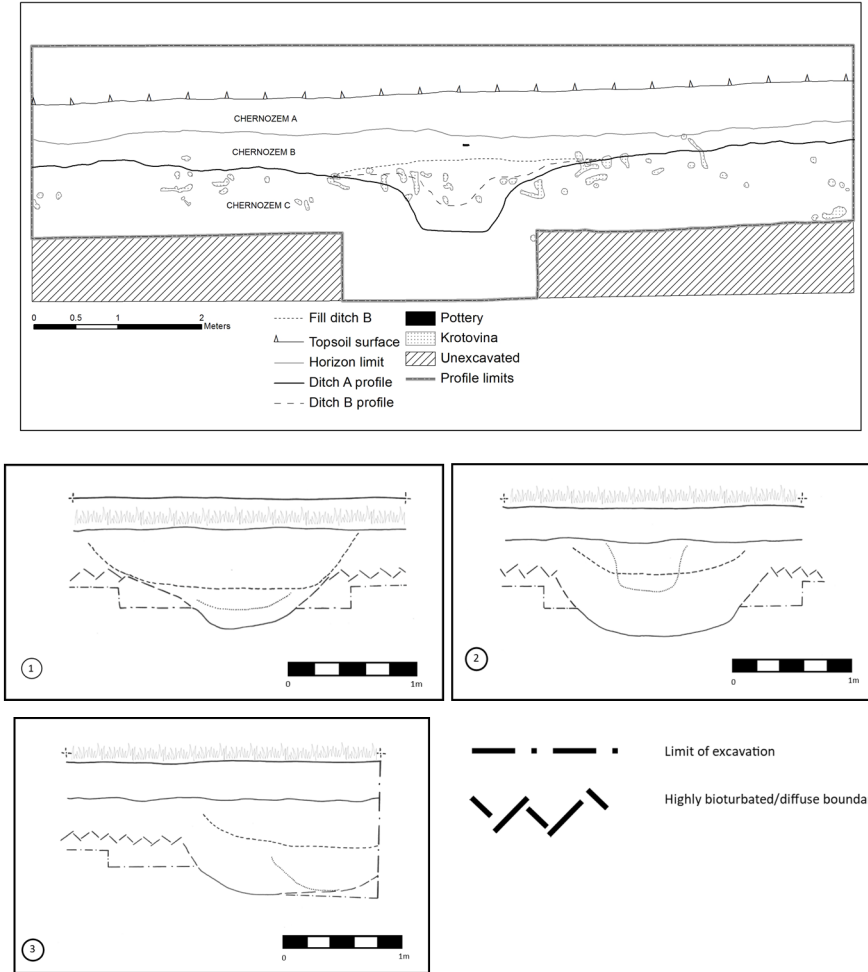 CHERNOZEM A
CHERNOZEM B
CHERNOZEM C
0 0.5 1 2
Meters
Fill ditch B
Topsoil surface
Horizon limit
Ditch A profile
Ditch B profile
Pottery
Krotovina
Unexcavated
Profile limits
1
0 1m
2
0 1m
3
0 1m
Limit of excavation
Highly bioturbated/diffuse bounda